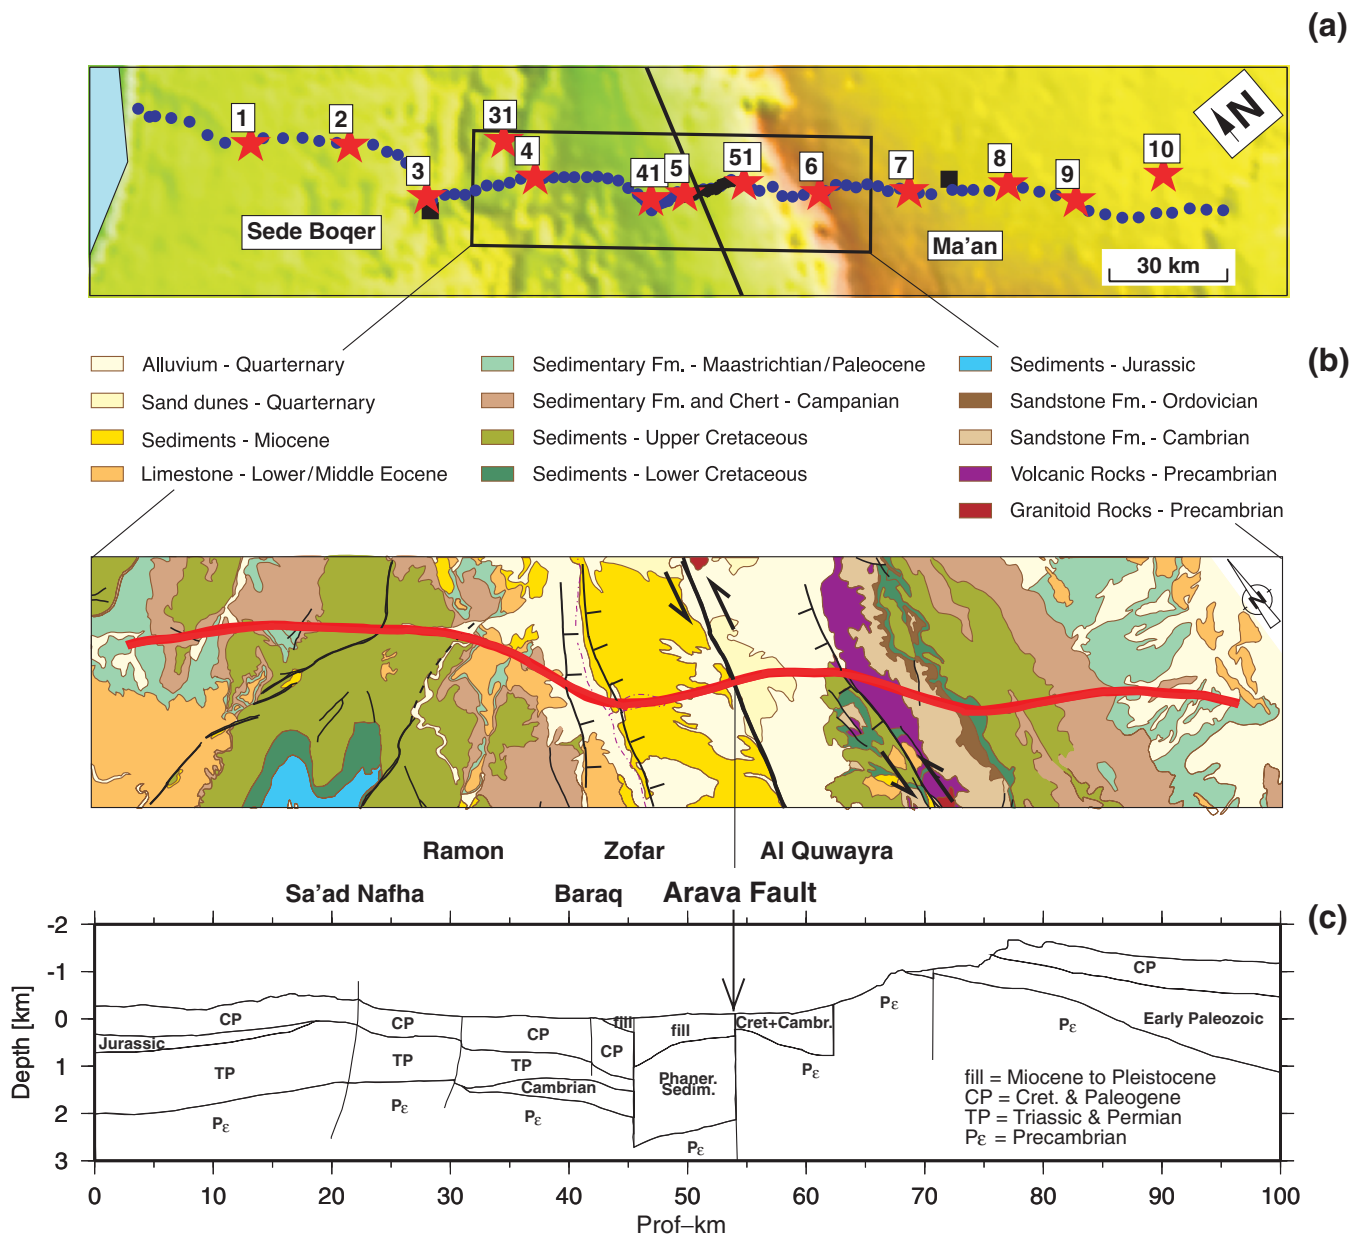 (a)
N
1
2
31
3
4
41
5
51
6
7
8
9
10
Sede Boqer
Ma'an
30 km
(b)
Alluvium - Quarternary
Sand dunes - Quarternary
Sediments - Miocene
Limestone - Lower/Middle Eocene
Sedimentary Fm. - Maastrichtian/Paleocene
Sedimentary Fm. and Chert - Campanian
Sediments - Upper Cretaceous
Sediments - Lower Cretaceous
Sediments - Jurassic
Sandstone Fm. - Ordovician
Sandstone Fm. - Cambrian
Volcanic Rocks - Precambrian
Granitoid Rocks - Precambrian
N
Ramon
Zofar
Al Quwayra
Sa'ad Nafha
Baraq
Arava Fault
(c)
Depth [km]
-2
-1
0
1
2
3
CP
Jurassic
TP
Pε
CP
TP
Pε
CP
TP
Cambrian
Pε
fill
CP
fill
Phaner.
Sedim.
Pε
Cret+Cambr.
Pε
Pε
CP
Early Paleozoic
Pε
fill = Miocene to Pleistocene
CP = Cret. & Paleogene
TP = Triassic & Permian
Pε = Precambrian
0 10 20 30 40 50 60 70 80 90 100
Prof–km